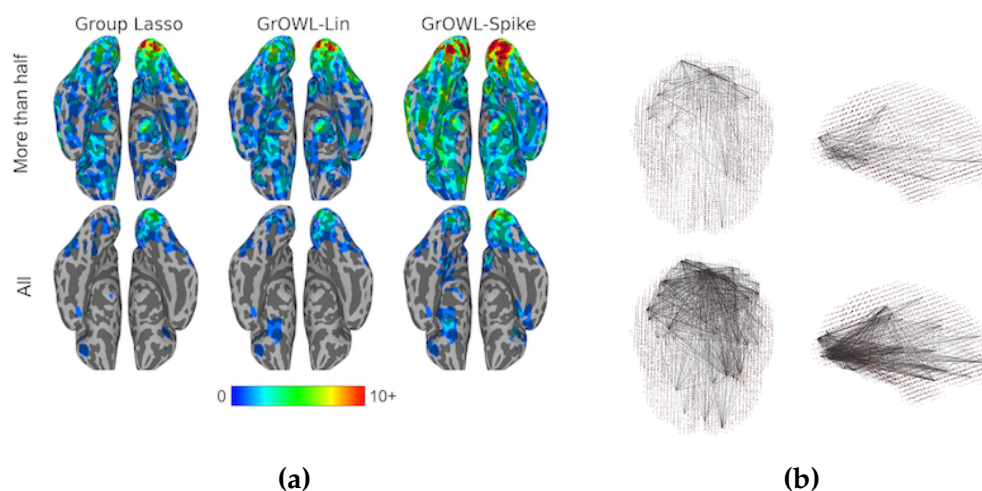 Group Lasso GrOWL-Lin GrOWL-Spike
More than half
All
0 10+
(a) (b)